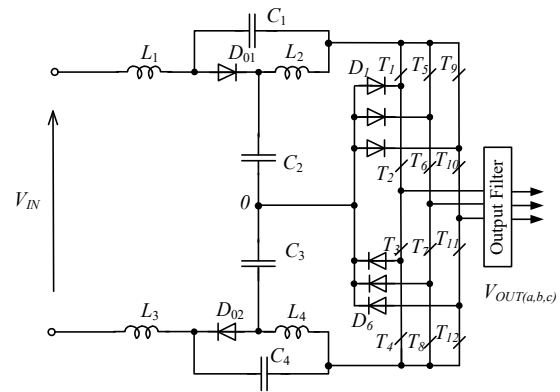 C1
L1 D01 L2 D1 T1 T5 T9
C2 T2 T6 T10
VIN 0 Output Filter
C3 T3 T7 T11
VOUT(a,b,c)
L3 D02 L4 D6
C4 T4 T8 T12